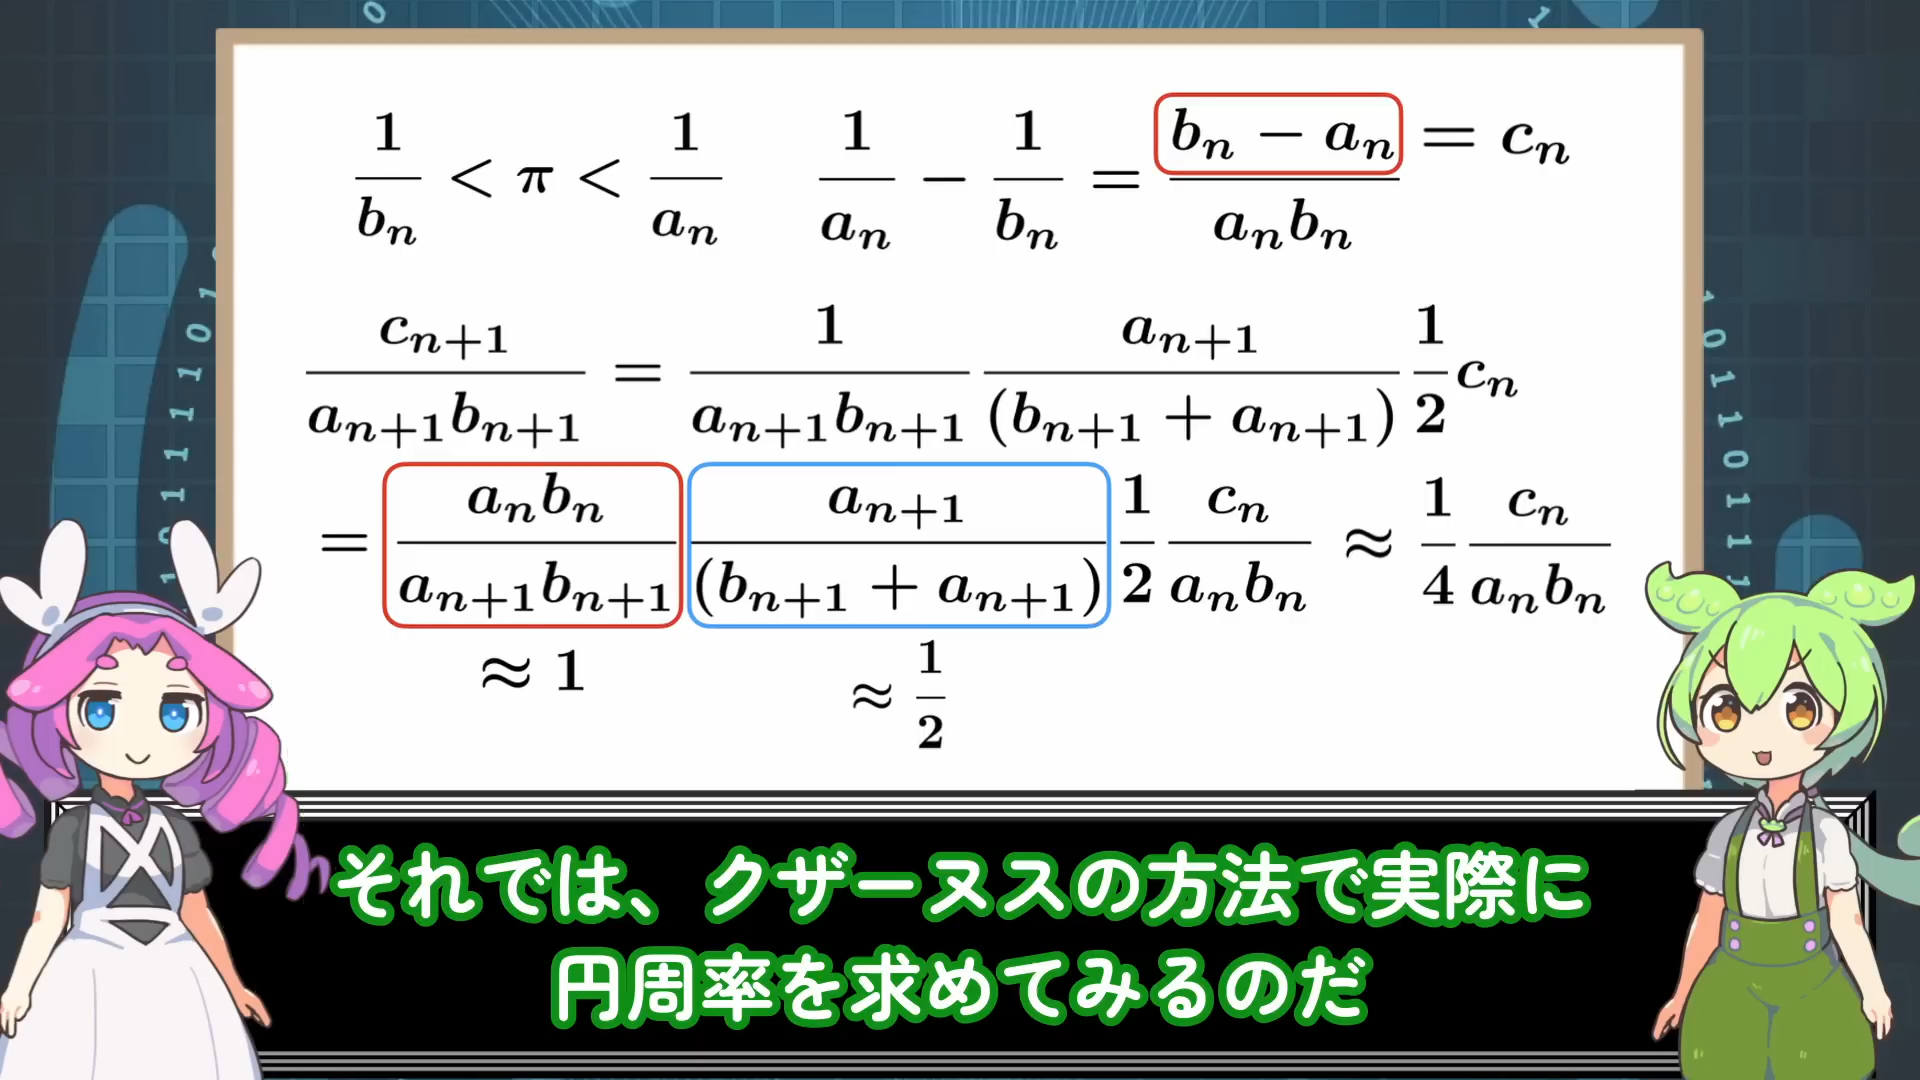 1/b_n < π < 1/a_n   1/a_n − 1/b_n = (b_n − a_n)/(a_n b_n) = c_n
c_{n+1}/(a_{n+1} b_{n+1}) = 1/(a_{n+1} b_{n+1}) a_{n+1}/(b_{n+1} + a_{n+1}) 1/2 c_n
= (a_n b_n)/(a_{n+1} b_{n+1}) a_{n+1}/(b_{n+1} + a_{n+1}) 1/2 c_n/(a_n b_n) ≈ 1/4 c_n/(a_n b_n)
≈ 1   ≈ 1/2
それでは、クザーヌスの方法で実際に
円周率を求めてみるのだ